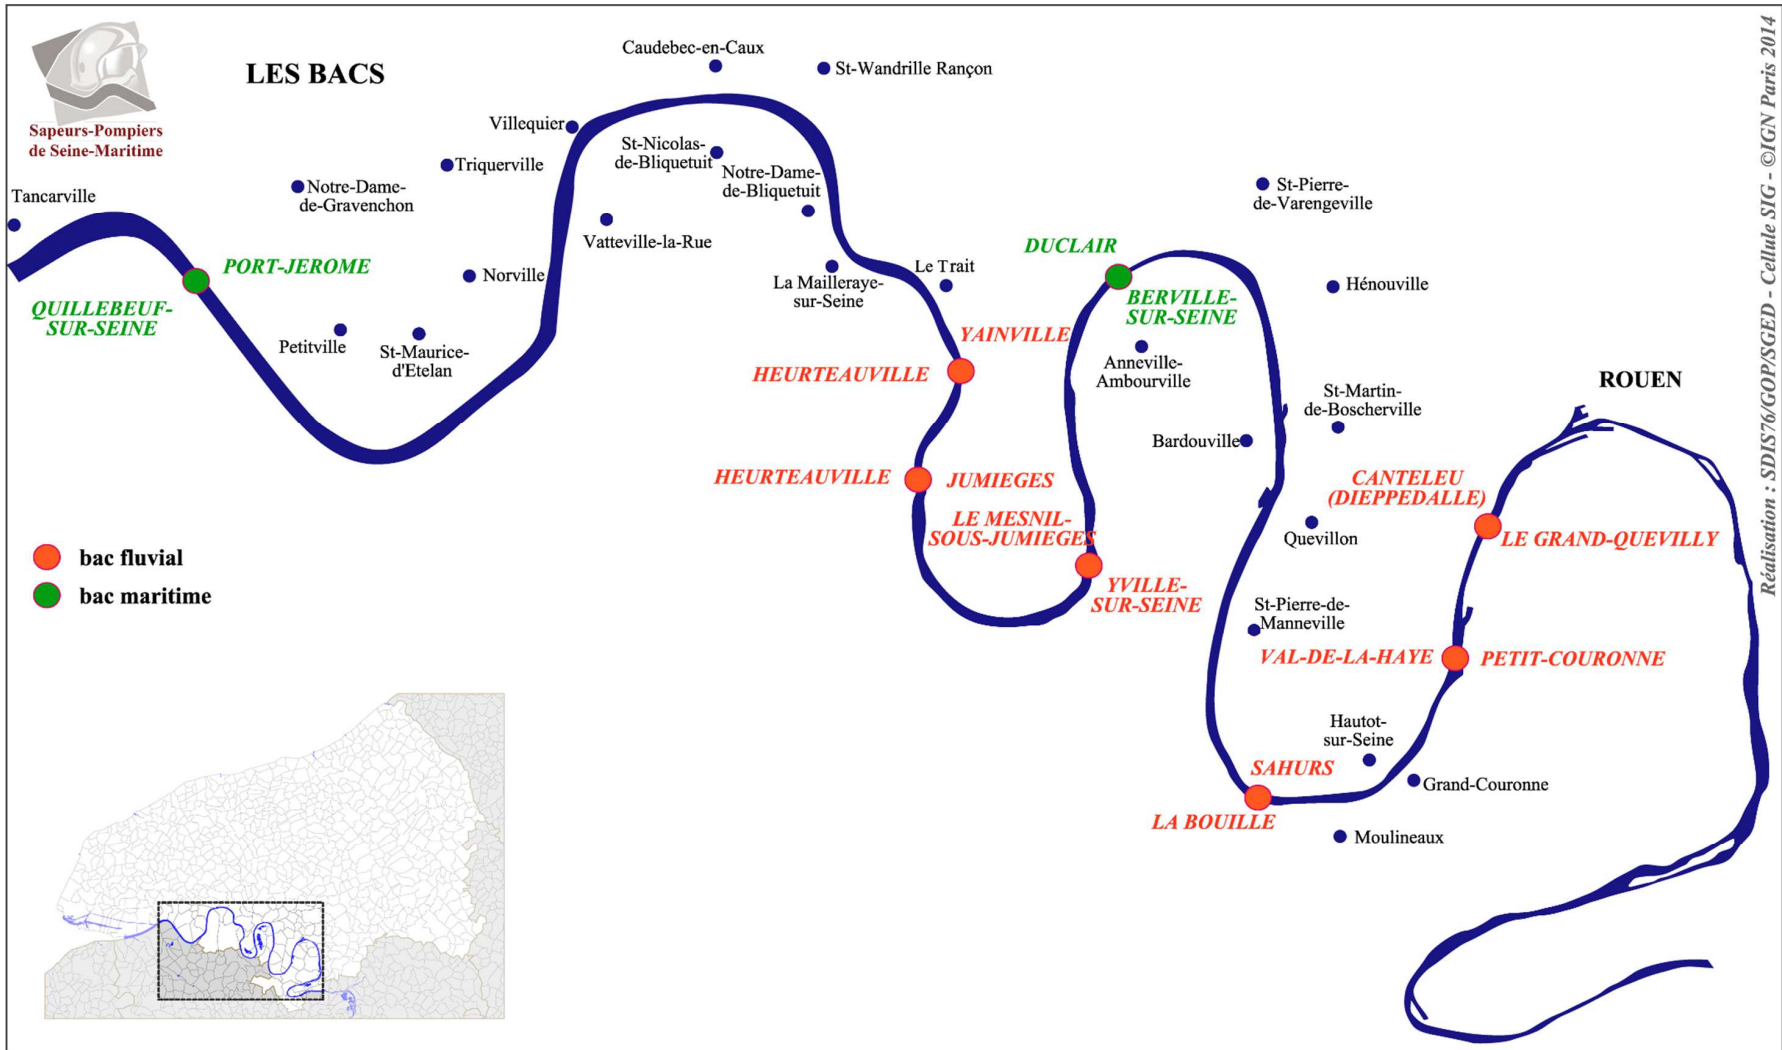 LES BACS
Sapeurs-Pompiers
de Seine-Maritime
Caudebec-en-Caux
St-Wandrille Rançon
Villequier
St-Nicolas-
de-Bliquetuit
Triquerville
Notre-Dame-
de-Bliquetuit
Notre-Dame-
de-Gravenchon
Tancarville
St-Pierre-
de-Varengeville
Vatteville-la-Rue
DUCLAIR
PORT-JEROME
Norville
Le Trait
La Mailleraye-
sur-Seine
Hénouville
BERVILLE-
SUR-SEINE
QUILLEBEUF-
SUR-SEINE
YAINVILLE
Petitville
St-Maurice-
d'Etelan
Anneville-
Ambourville
HEURTEAUVILLE
ROUEN
St-Martin-
de-Boscherville
Bardouville
HEURTEAUVILLE
JUMIEGES
CANTELEU
(DIEPPEDALLE)
LE MESNIL-
SOUS-JUMIEGES
Quevillon
LE GRAND-QUEVILLY
bac fluvial
bac maritime
YVILLE-
SUR-SEINE
St-Pierre-de-
Manneville
VAL-DE-LA-HAYE
PETIT-COURONNE
Hautot-
sur-Seine
SAHURS
Grand-Couronne
LA BOUILLE
Moulineaux
Réalisation : SDIS76/GOP/SGED - Cellule SIG - ©IGN Paris 2014